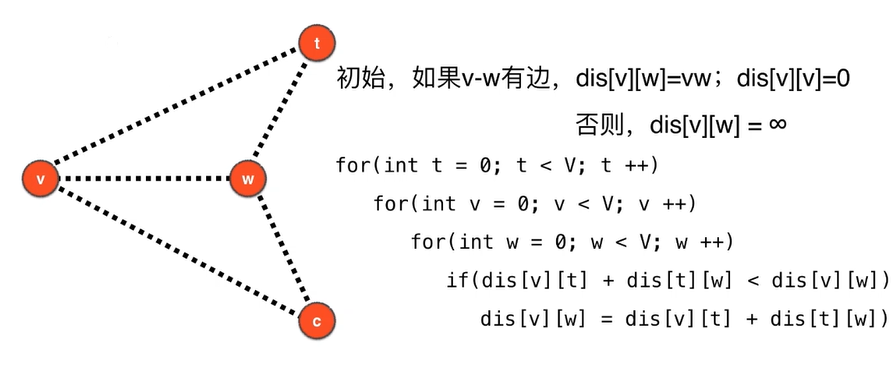 t
初始，如果v-w有边，dis[v][w]=vw；dis[v][v]=0
否则，dis[v][w] = ∞
for(int t = 0; t < V; t ++)
v
w
for(int v = 0; v < V; v ++)
for(int w = 0; w < V; w ++)
if(dis[v][t] + dis[t][w] < dis[v][w])
c
dis[v][w] = dis[v][t] + dis[t][w])